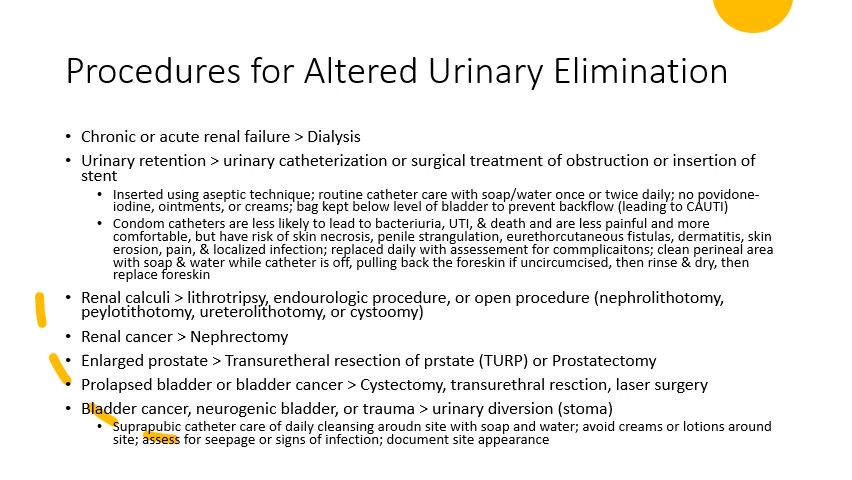 Procedures for Altered Urinary Elimination
• Chronic or acute renal failure > Dialysis
• Urinary retention > urinary catheterization or surgical treatment of obstruction or insertion of
stent
• Inserted using aseptic technique; routine catheter care with soap/water once or twice daily; no povidone-
iodine, ointments, or creams; bag kept below level of bladder to prevent backflow (leading to CAUTI)
• Condom catheters are less likely to lead to bacteriuria, UTI, & death and are less painful and more
comfortable, but have risk of skin necrosis, penile strangulation, eurethorcutaneous fistulas, dermatitis, skin
erosion, pain, & localized infection; replaced daily with assessement for commplicaitons; clean perineal area
with soap & water while catheter is off, pulling back the foreskin if uncircumcised, then rinse & dry, then
replace foreskin
• Renal calculi > lithrotripsy, endourologic procedure, or open procedure (nephrolithotomy,
peylotithotomy, ureterolithotomy, or cystoomy)
• Renal cancer > Nephrectomy
• Enlarged prostate > Transuretheral resection of prstate (TURP) or Prostatectomy
• Prolapsed bladder or bladder cancer > Cystectomy, transurethral resction, laser surgery
• Bladder cancer, neurogenic bladder, or trauma > urinary diversion (stoma)
• Suprapubic catheter care of daily cleansing aroudn site with soap and water; avoid creams or lotions around
site; assess for seepage or signs of infection; document site appearance